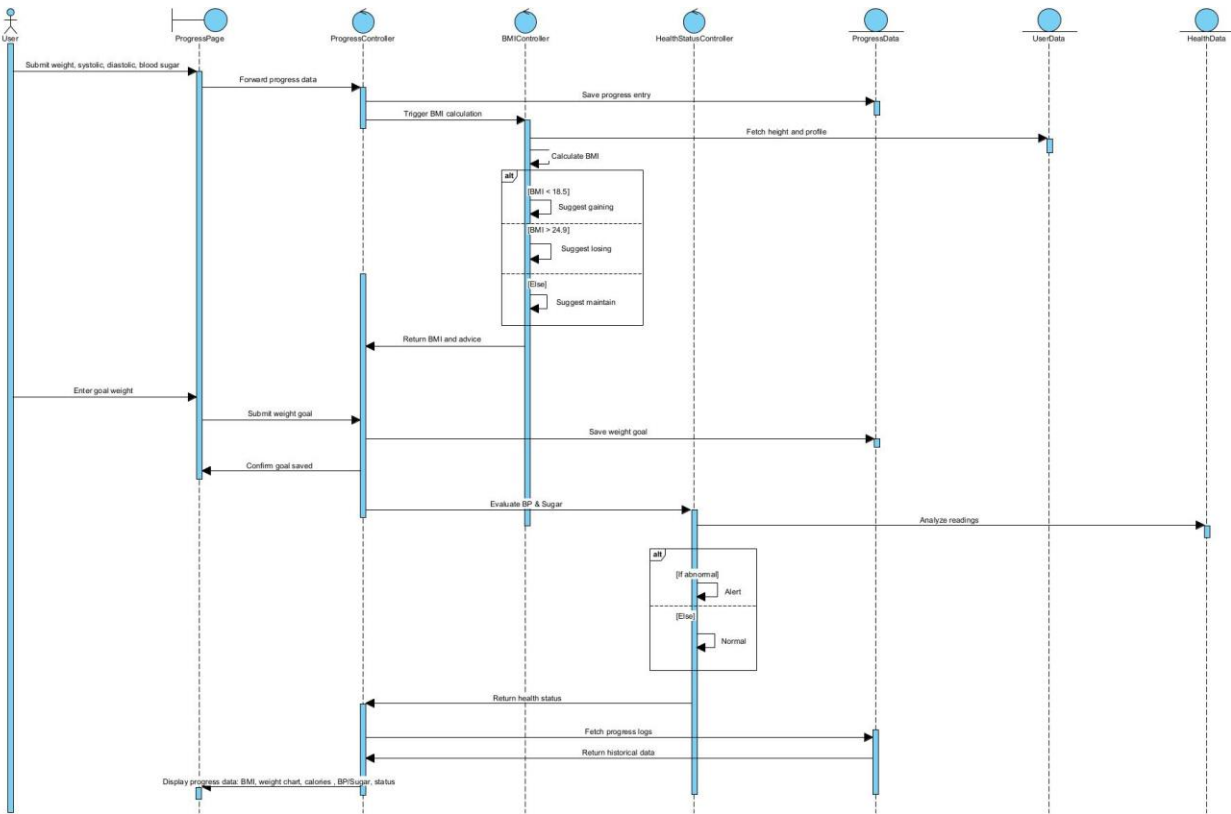 User
ProgressPage
ProgressController
BMIController
HealthStatusController
ProgressData
UserData
HealthData
Submit weight, systolic, diastolic, blood sugar
Forward progress data
Save progress entry
Trigger BMI calculation
Fetch height and profile
Calculate BMI
alt
[BMI < 18.5]
Suggest gaining
[BMI > 24.9]
Suggest losing
[Else]
Suggest maintain
Return BMI and advice
Enter goal weight
Submit weight goal
Save weight goal
Confirm goal saved
Evaluate BP & Sugar
Analyze readings
alt
[If abnormal]
Alert
[Else]
Normal
Return health status
Fetch progress logs
Return historical data
Display progress data: BMI, weight chart, calories , BP/Sugar, status